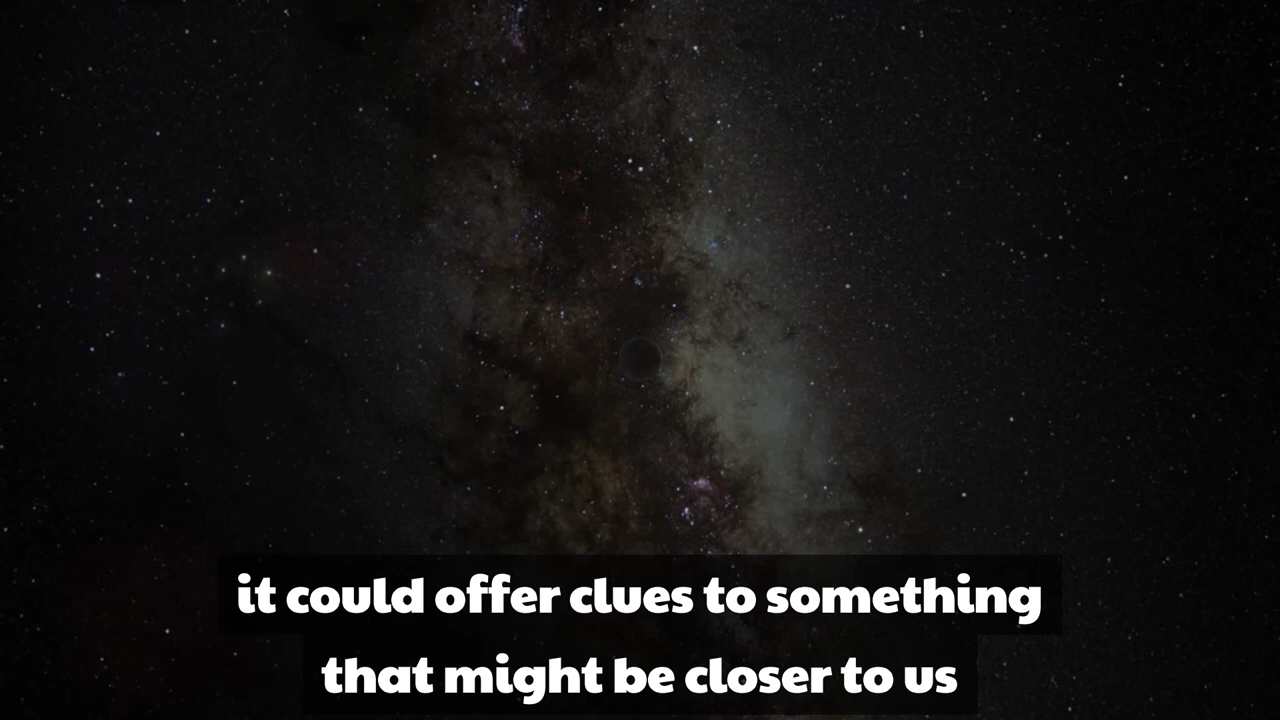 it could offer clues to something
that might be closer to us